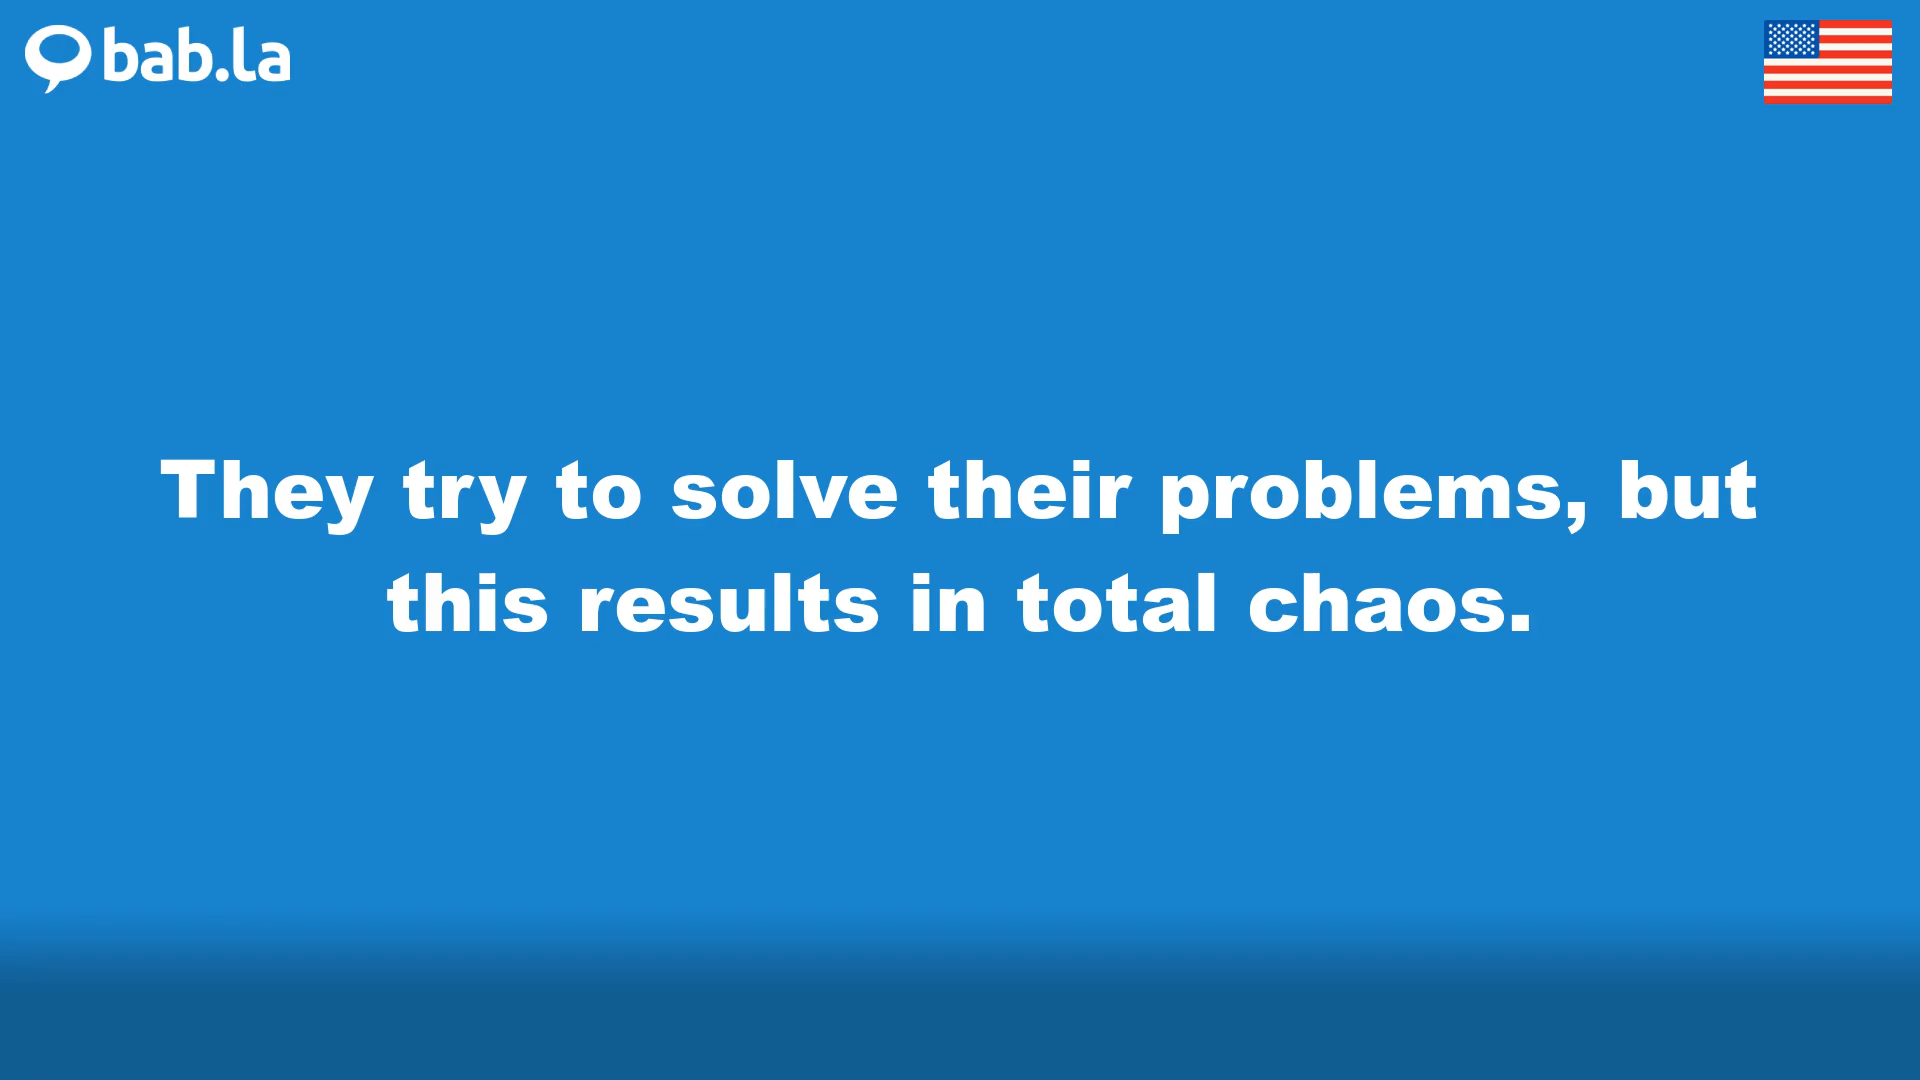 bab.la
They try to solve their problems, but
this results in total chaos.